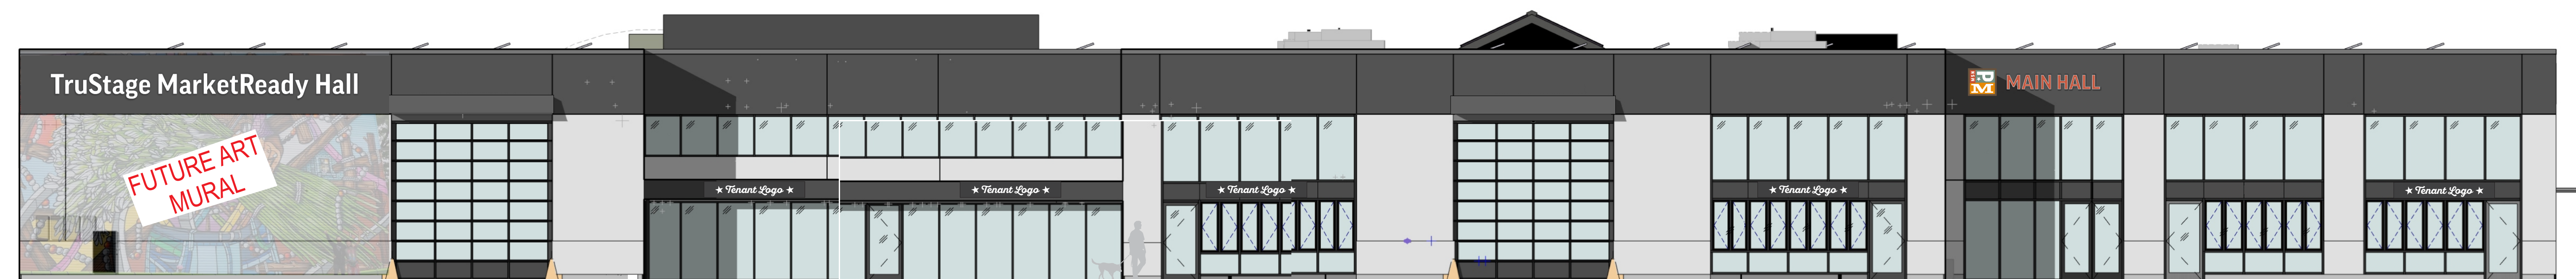 TruStage MarketReady Hall
FUTURE ART
MURAL
★ Tenant Logo ★
★ Tenant Logo ★
★ Tenant Logo ★
★ Tenant Logo ★
MAIN HALL
★ Tenant Logo ★